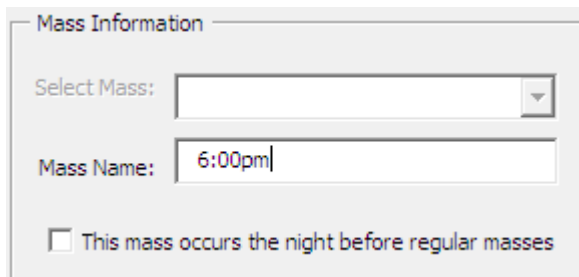 Mass Information
Select Mass:
Mass Name: 6:00pm
This mass occurs the night before regular masses